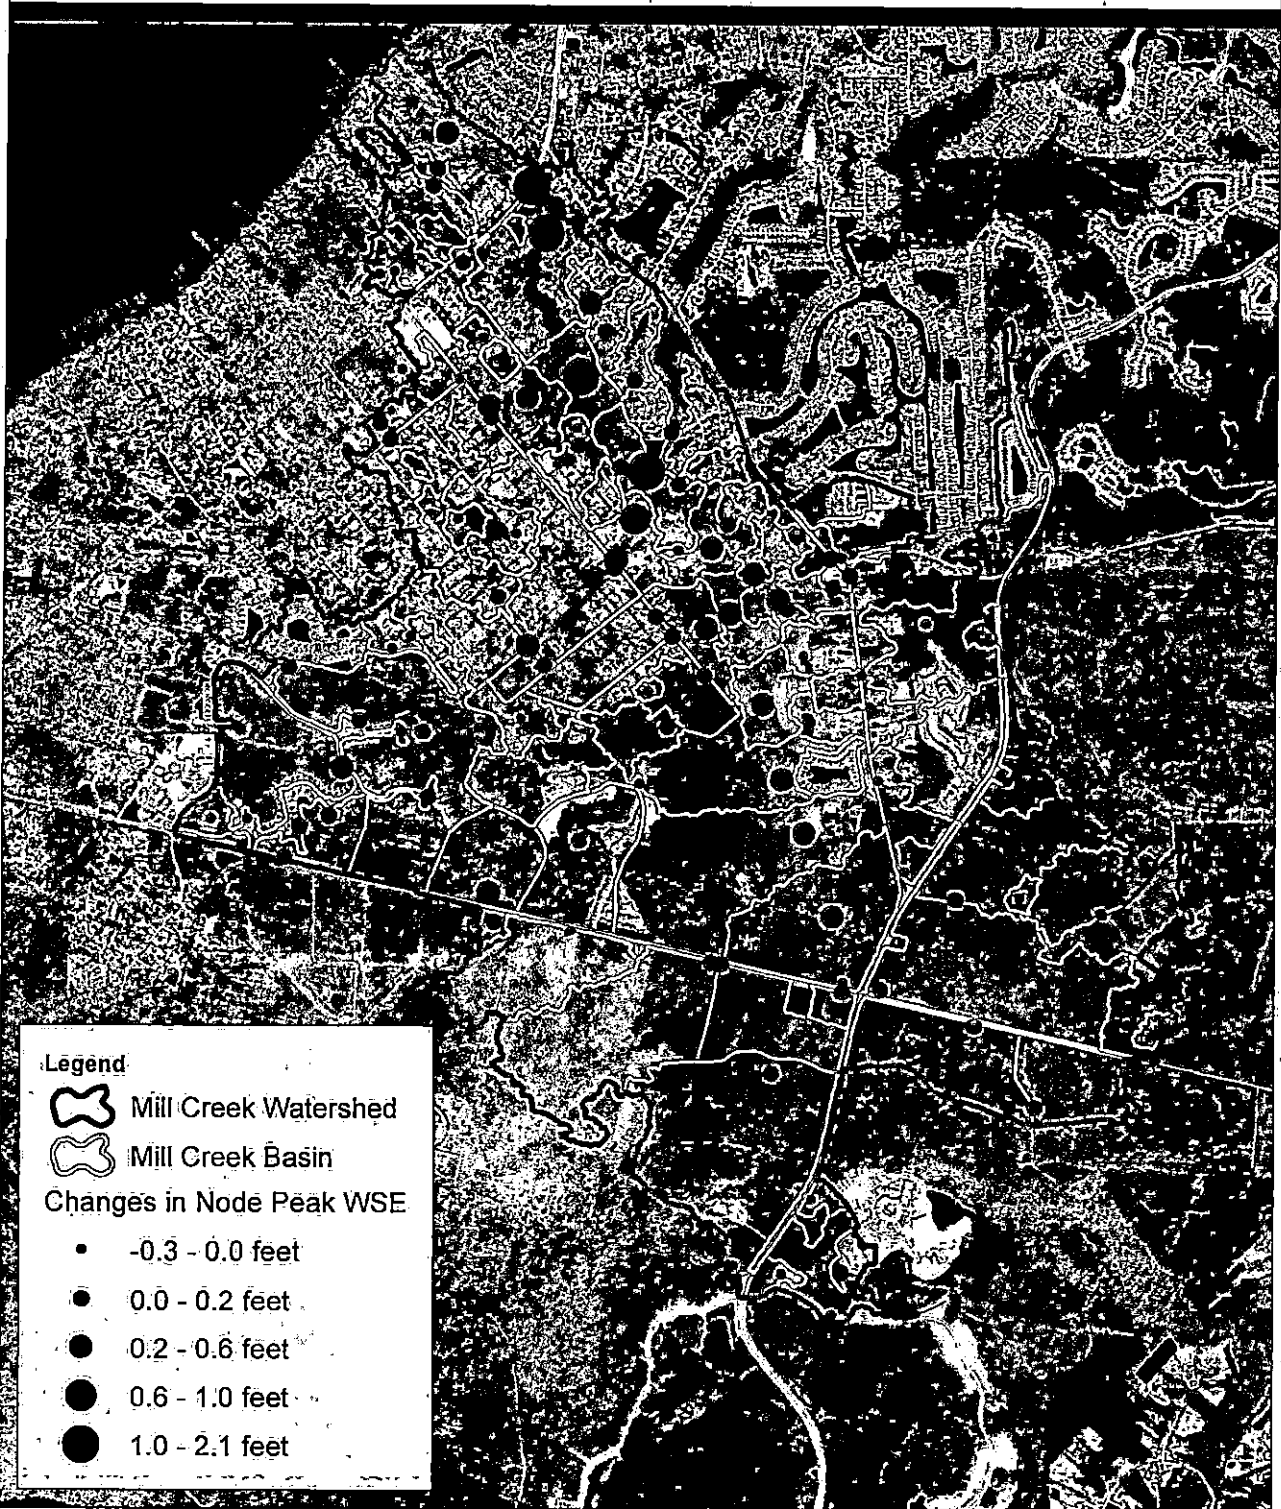 Legend
Mill Creek Watershed
Mill Creek Basin
Changes in Node Peak WSE
-0.3 - 0.0 feet
0.0 - 0.2 feet
0.2 - 0.6 feet
0.6 - 1.0 feet
1.0 - 2.1 feet